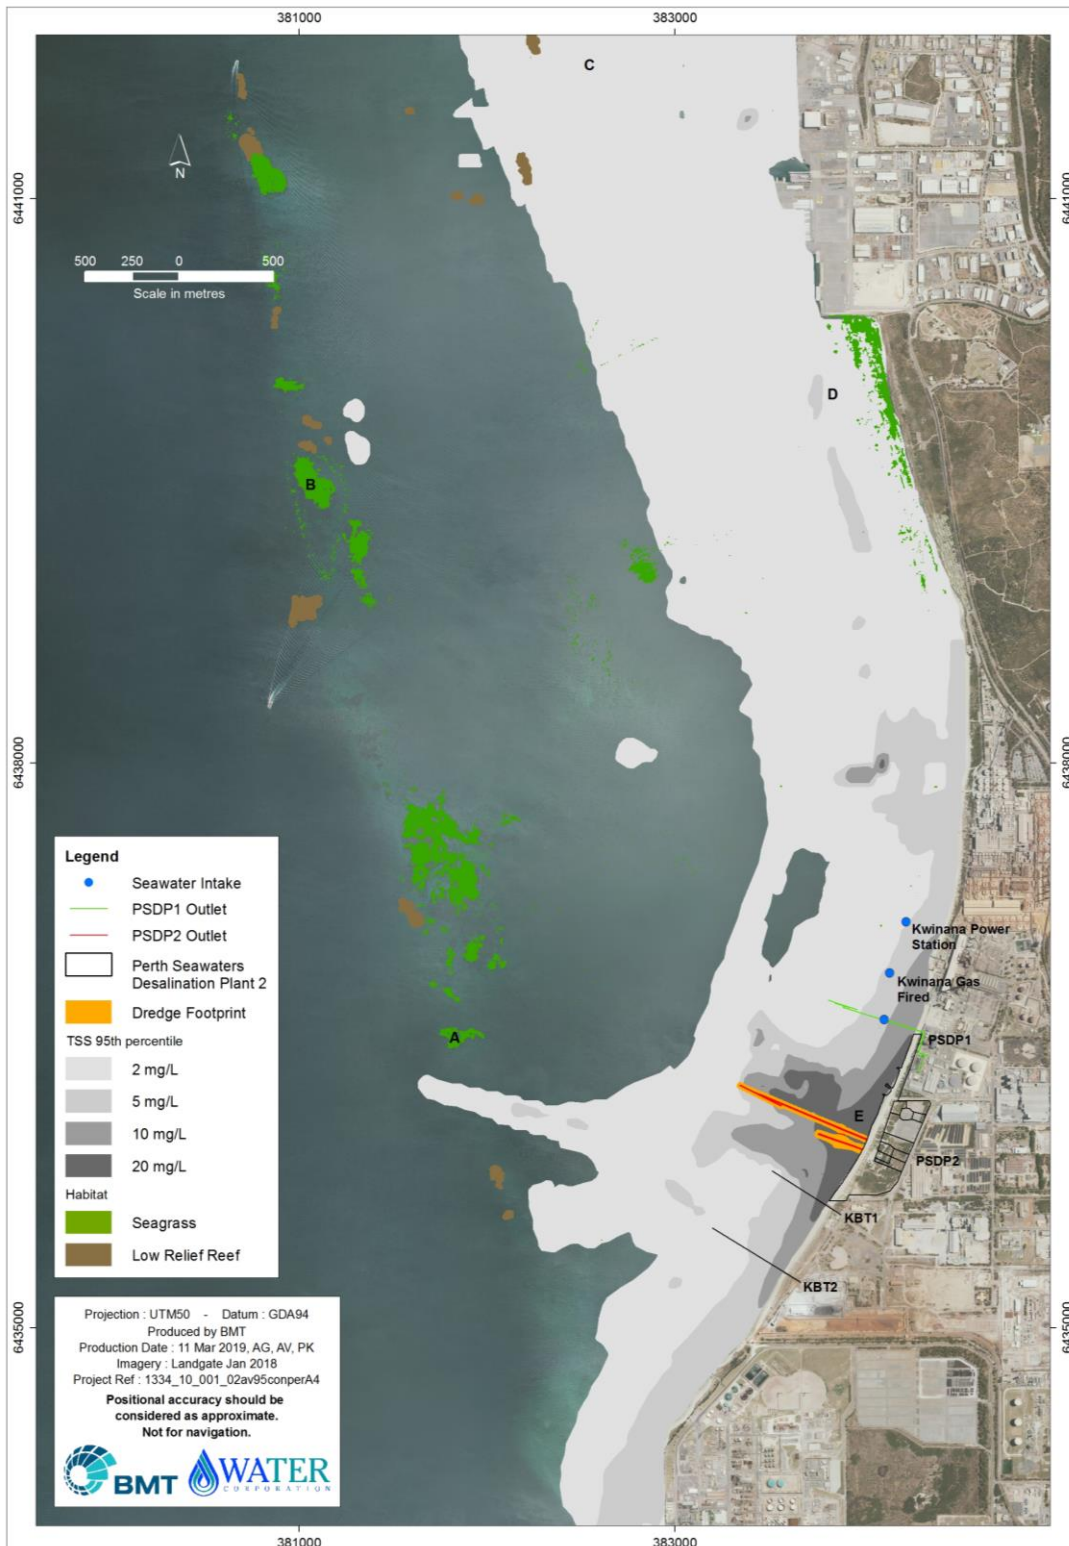 381000
383000
C
N
6441000
6441000
500 250 0 500
Scale in metres
D
B
6438000
6438000
Legend
Seawater Intake
PSDP1 Outlet
PSDP2 Outlet
Perth Seawaters
Desalination Plant 2
Dredge Footprint
TSS 95th percentile
2 mg/L
5 mg/L
10 mg/L
20 mg/L
Habitat
Seagrass
Low Relief Reef
Kwinana Power
Station
Kwinana Gas
Fired
A
PSDP1
E
PSDP2
KBT1
KBT2
6435000
6435000
Projection : UTM50 - Datum : GDA94
Produced by BMT
Production Date : 11 Mar 2019, AG, AV, PK
Imagery : Landgate Jan 2018
Project Ref : 1334_10_001_02av95conperA4
Positional accuracy should be
considered as approximate.
Not for navigation.
BMT
WATER
CORPORATION
381000
383000